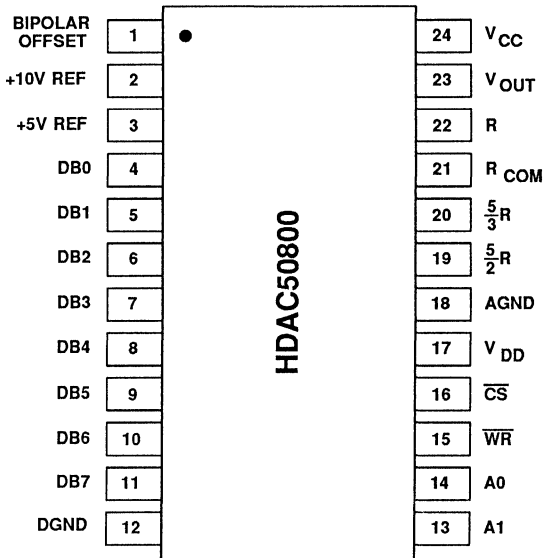 BIPOLAR
OFFSET 1 24 VCC
+10V REF 2 23 VOUT
+5V REF 3 22 R
DB0 4 21 RCOM
DB1 5 20 5/3R
DB2 6 19 5/2R
DB3 7 18 AGND
DB4 8 17 VDD
DB5 9 16 C̅S̅
DB6 10 15 W̅R̅
DB7 11 14 A0
DGND 12 13 A1
HDAC50800